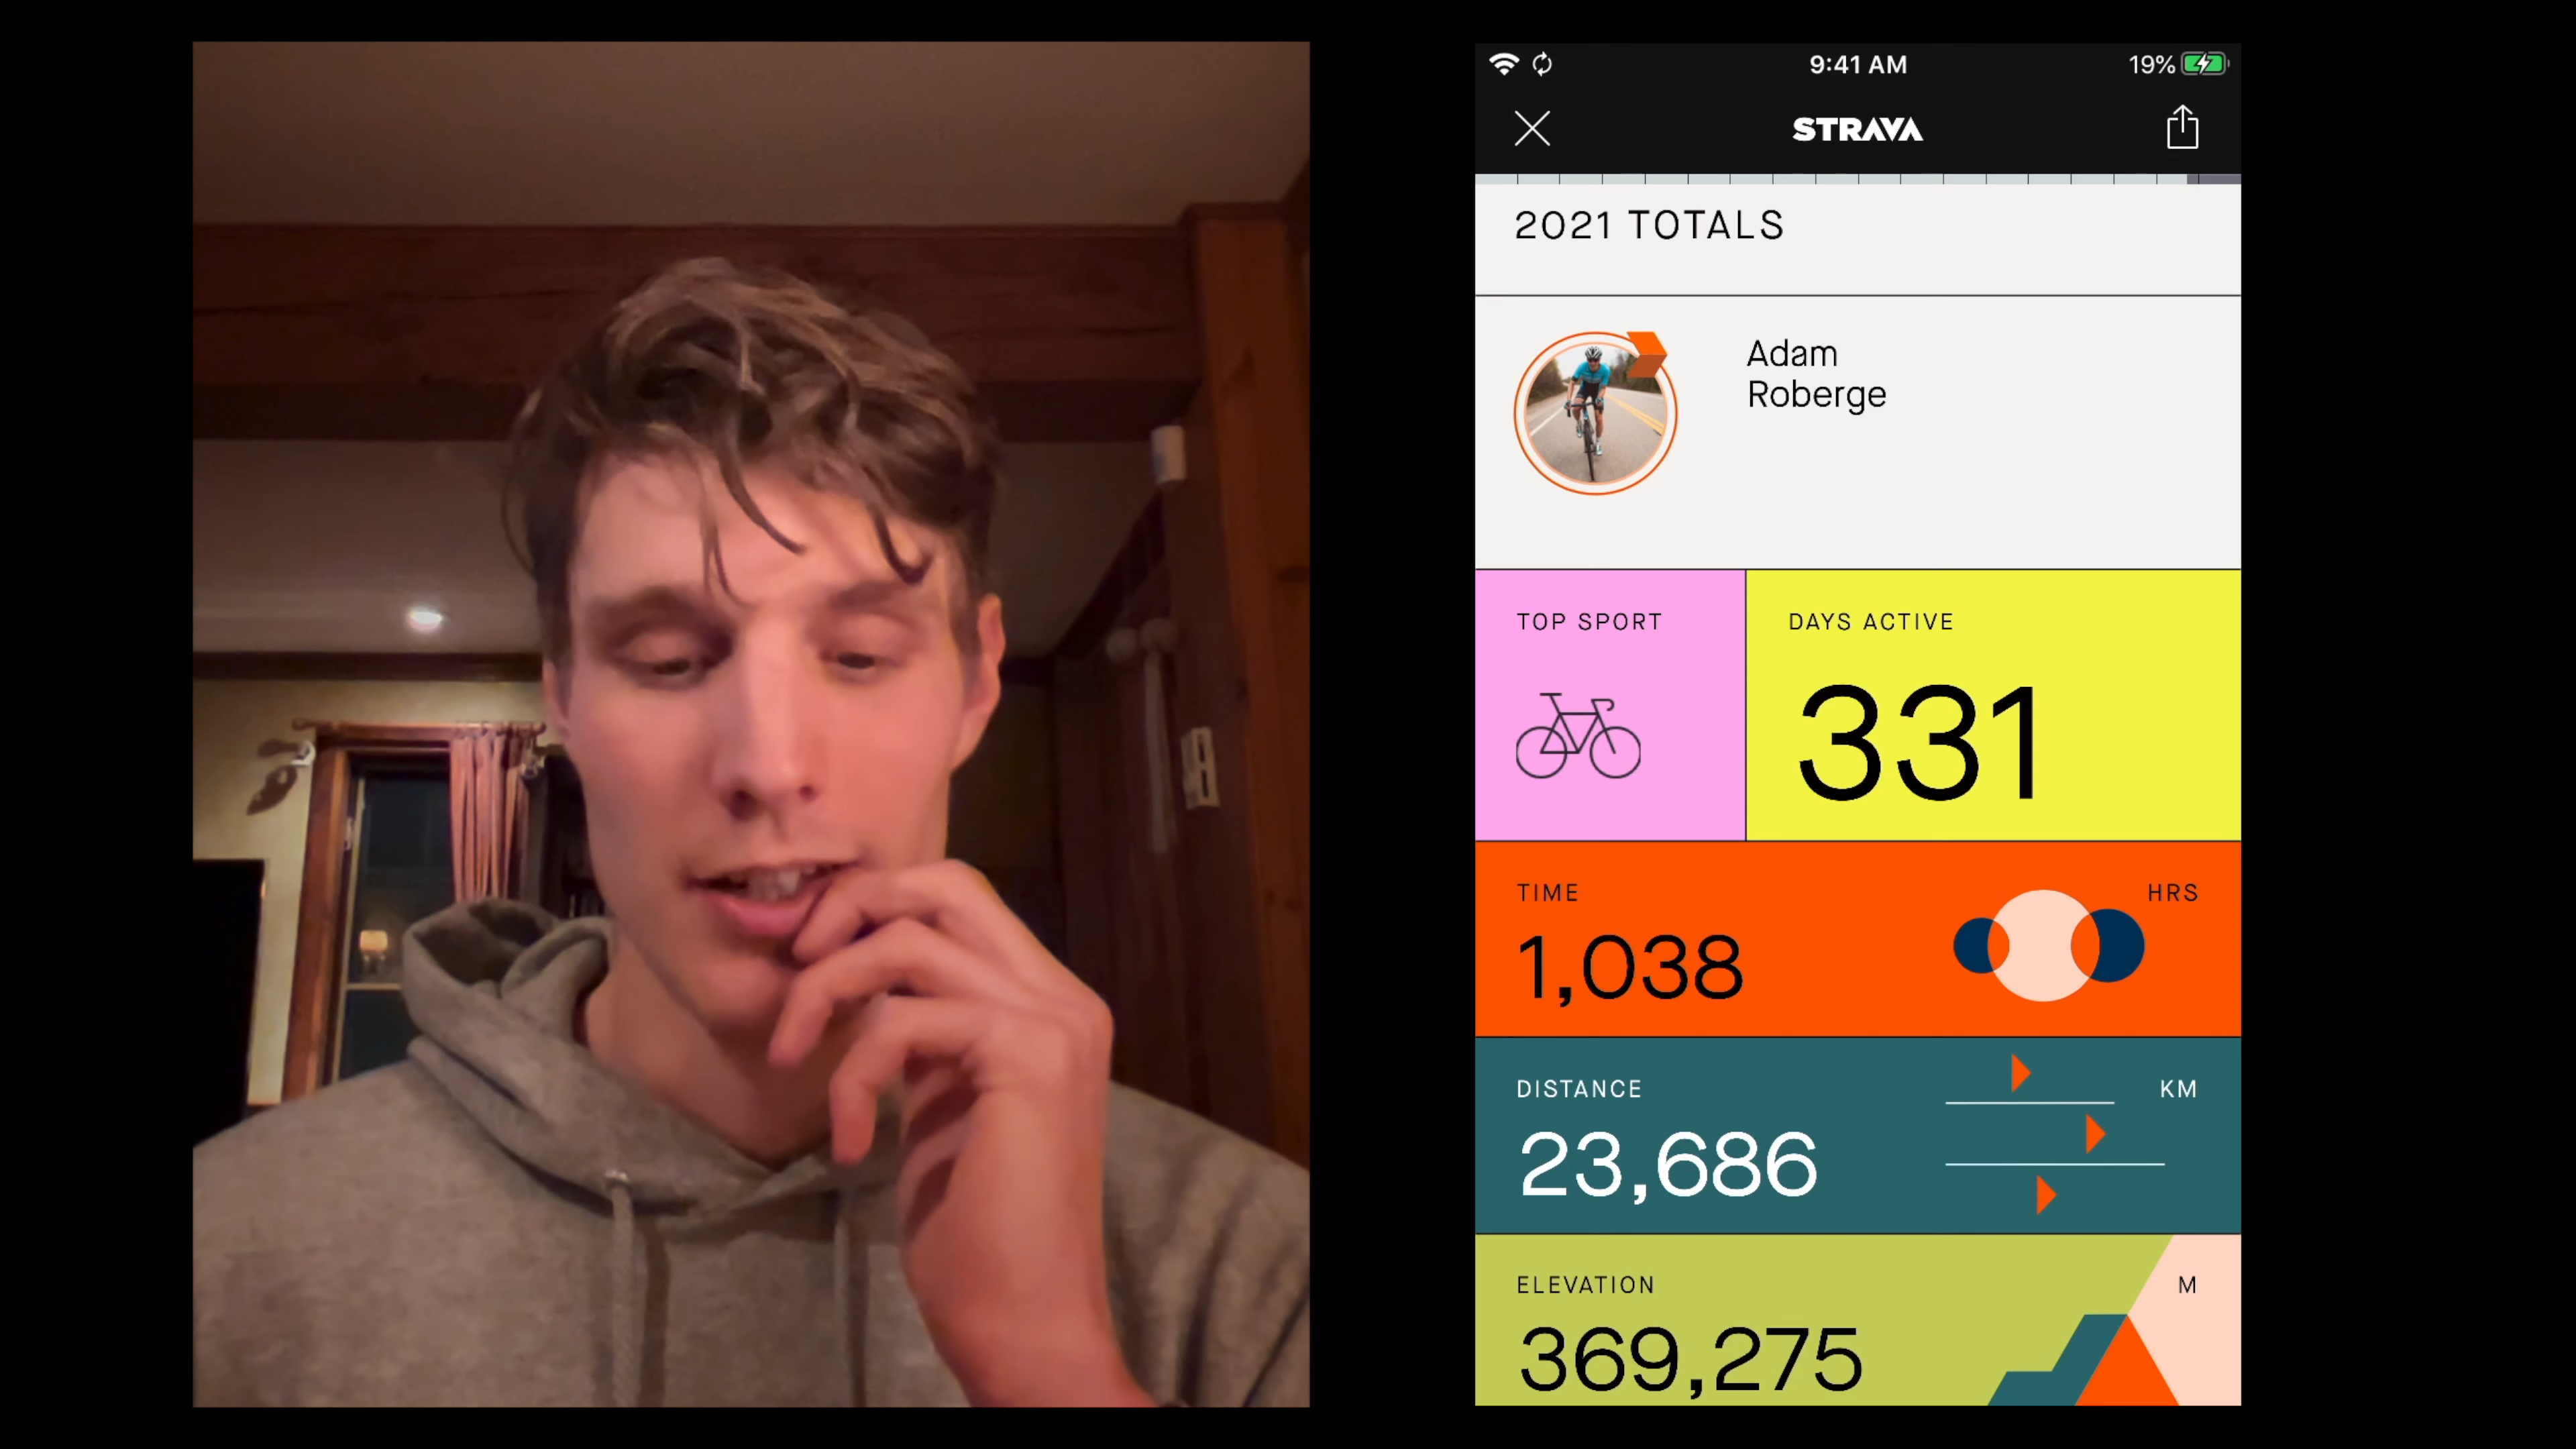 9:41 AM
19%
STRAVA
2021 TOTALS
Adam
Roberge
TOP SPORT
DAYS ACTIVE
331
TIME
HRS
1,038
DISTANCE
KM
23,686
ELEVATION
M
369,275